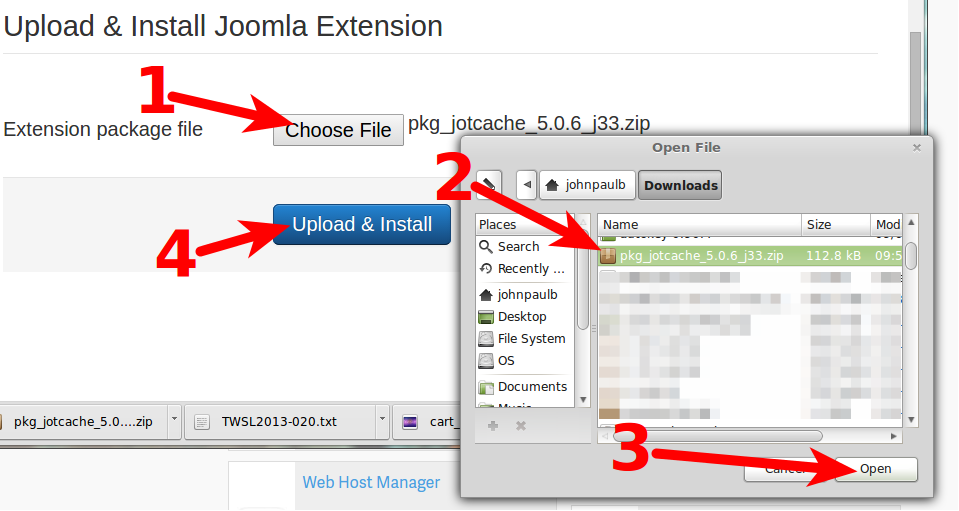 Upload & Install Joomla Extension
1
Extension package file
Choose File
pkg_jotcache_5.0.6_j33.zip
Open File
2
johnpaulb
Downloads
4
Upload & Install
Places
Name
Size
Mod
Search
pkg_jotcache_5.0.6_j33.zip
112.8 kB
09:5
Recently ...
johnpaulb
Desktop
File System
OS
Documents
Music
pkg_jotcache_5.0....zip
TWSL2013-020.txt
cart_
3
Cancel
Open
Web Host Manager